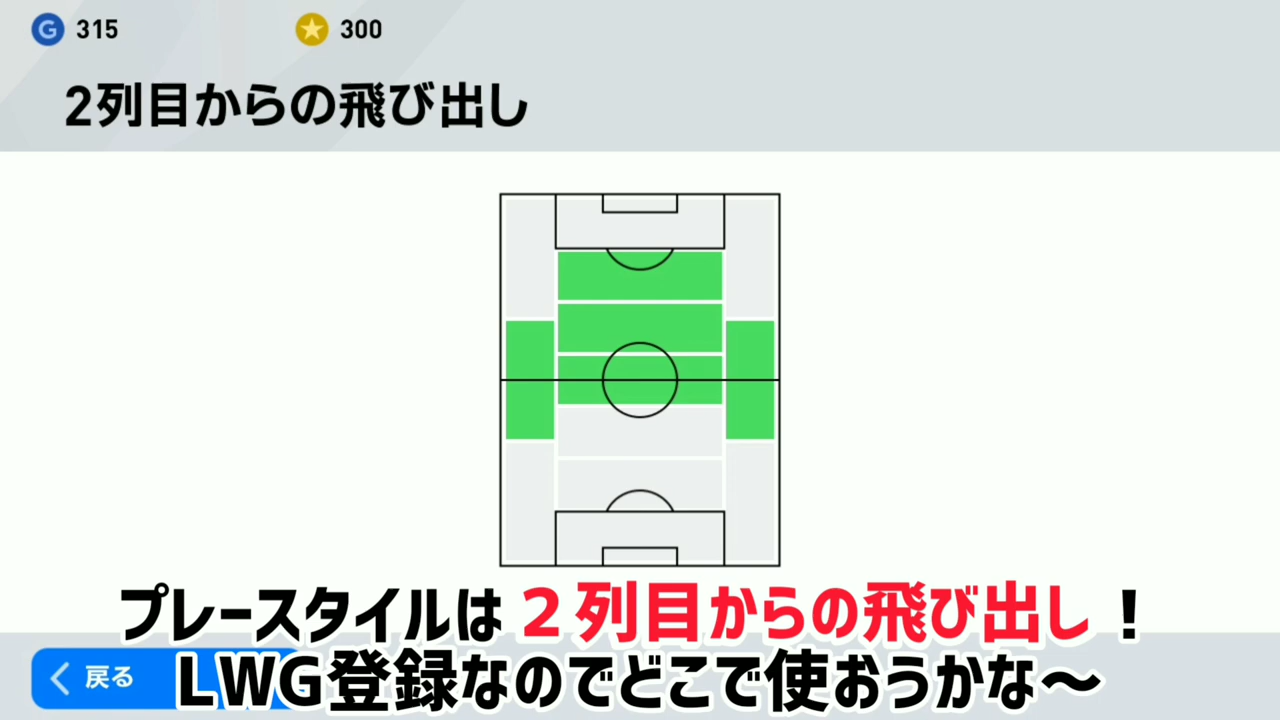 G 315
300
2列目からの飛び出し
プレースタイルは２列目からの飛び出し！
戻る
LWG登録なのでどこで使おうかな〜